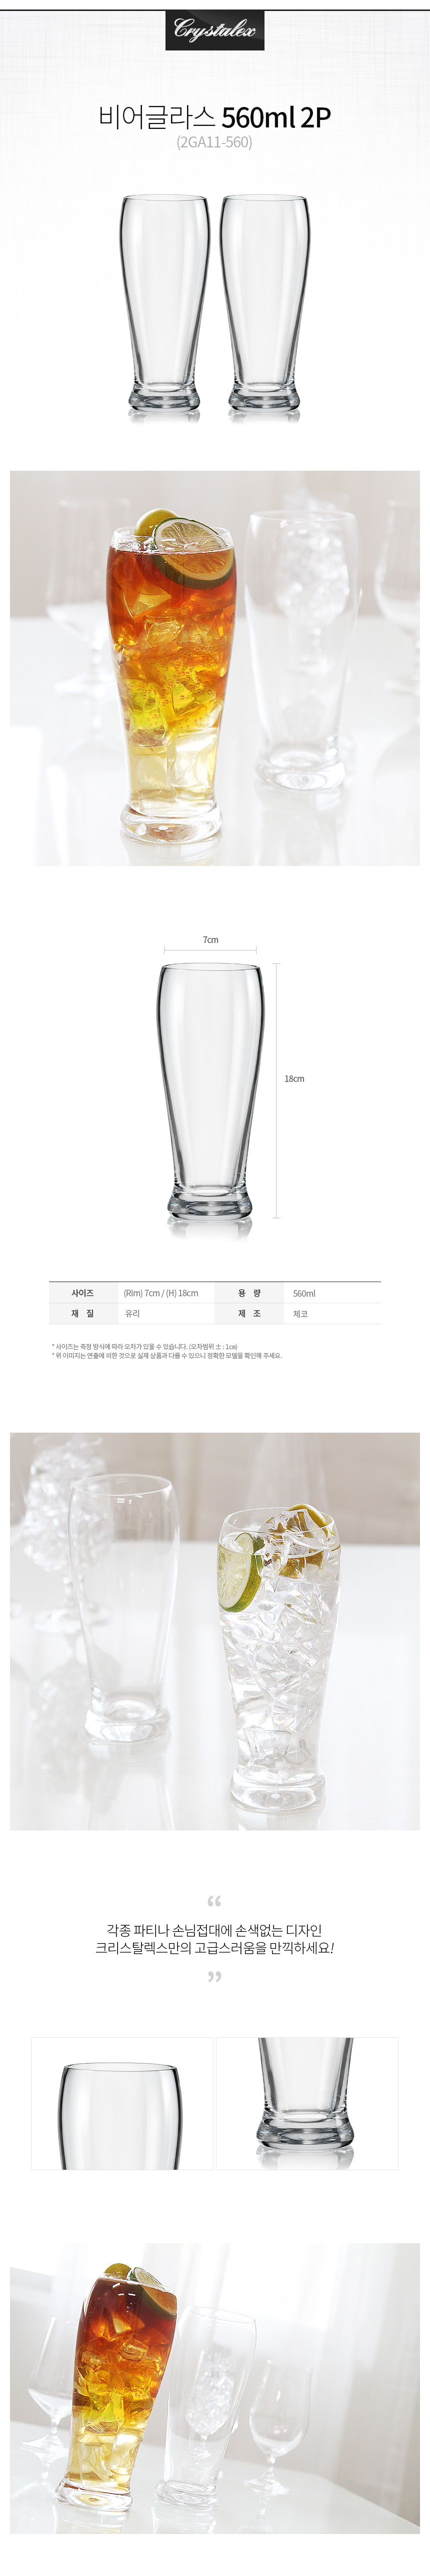 Crystalex
비어글라스 560ml 2P
(2GA11-560)
7cm
18cm
사이즈 (Rim) 7cm / (H) 18cm 용 량 560ml
재 질 유리 제 조 체코
* 사이즈는 측정 방식에 따라 오차가 있을 수 있습니다. (오차범위 ± : 1㎝)
* 위 이미지는 연출에 의한 것으로 실제 상품과 다를 수 있으니 정확한 모델을 확인해 주세요.
“
각종 파티나 손님접대에 손색없는 디자인
크리스탈렉스만의 고급스러움을 만끽하세요!
”